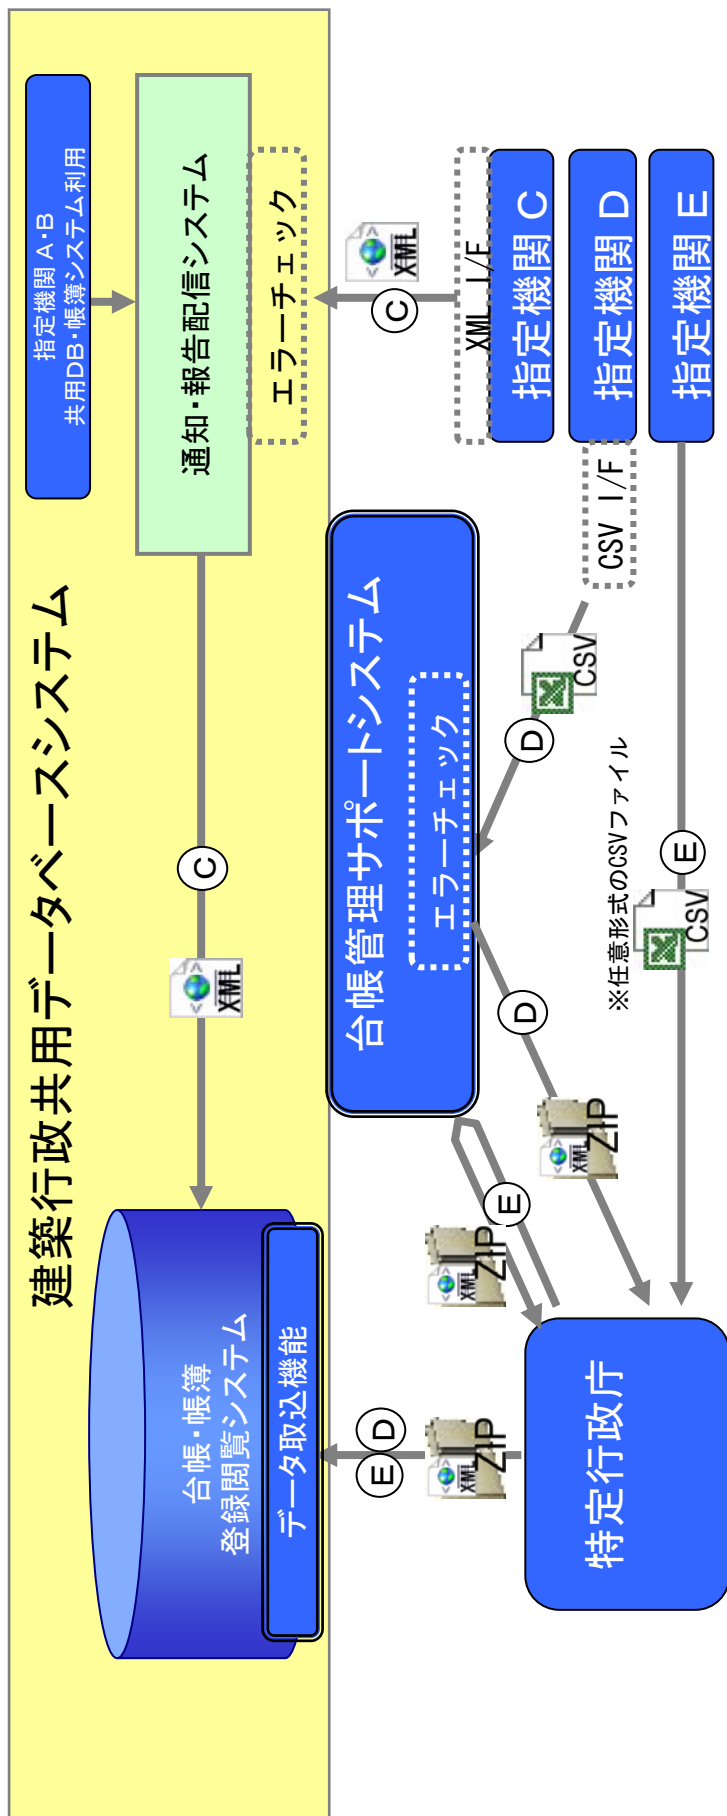 建築行政共用データベースシステム
指定機関 A・B
共用DB・帳簿システム利用
通知・報告配信システム
エラーチェック
C
XML
台帳・帳簿
登録閲覧システム
データ取込機能
C
XML
XML I/F
指定機関 C
指定機関 D
指定機関 E
CSV I/F
台帳管理サポートシステム
エラーチェック
D
CSV
D
XML
ZIP
E
XML
ZIP
※任意形式のCSVファイル
E
CSV
E
D
XML
ZIP
特定行政庁